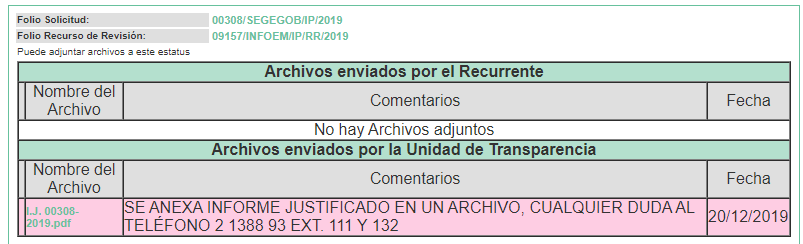 Folio Solicitud: 00308/SEGEGOB/IP/2019
Folio Recurso de Revisión: 09157/INFOEM/IP/RR/2019
Puede adjuntar archivos a este estatus
Archivos enviados por el Recurrente
Nombre del Archivo Comentarios Fecha
No hay Archivos adjuntos
Archivos enviados por la Unidad de Transparencia
Nombre del Archivo Comentarios Fecha
I.J. 00308-2019.pdf SE ANEXA INFORME JUSTIFICADO EN UN ARCHIVO, CUALQUIER DUDA AL TELÉFONO 2 1388 93 EXT. 111 Y 132 20/12/2019